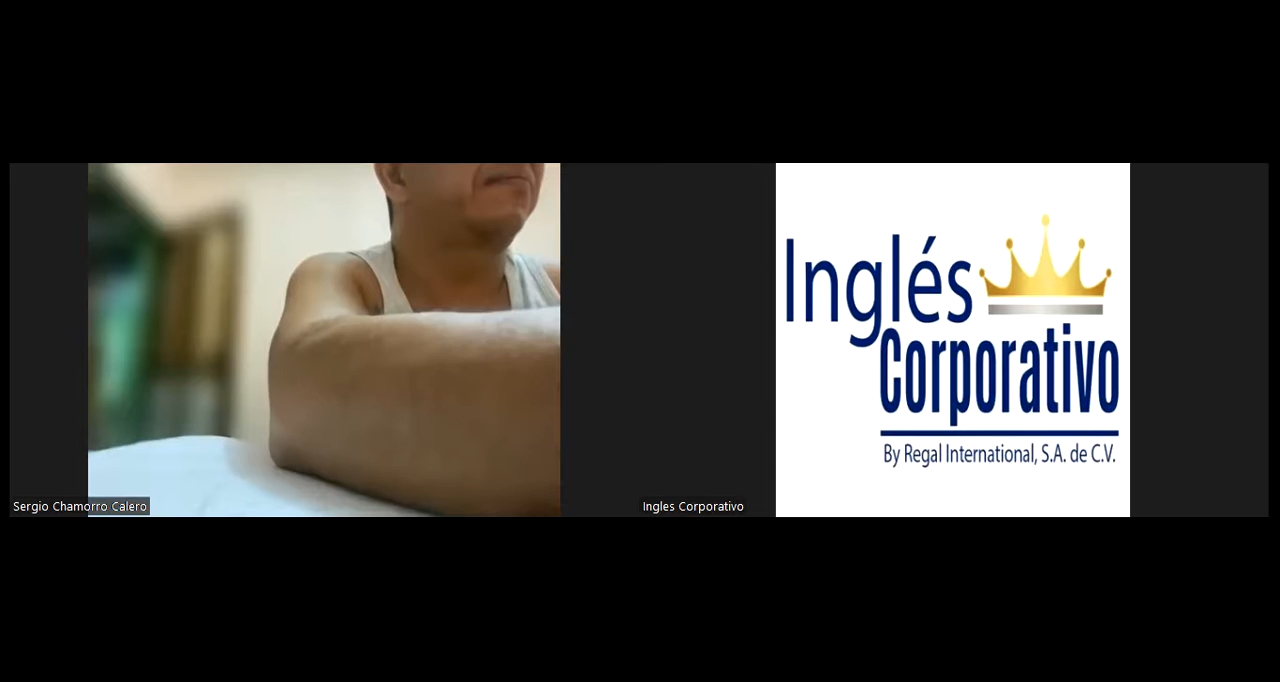 Inglés
Corporativo
By Regal International, S.A. de C.V.
Sergio Chamorro Calero
Ingles Corporativo